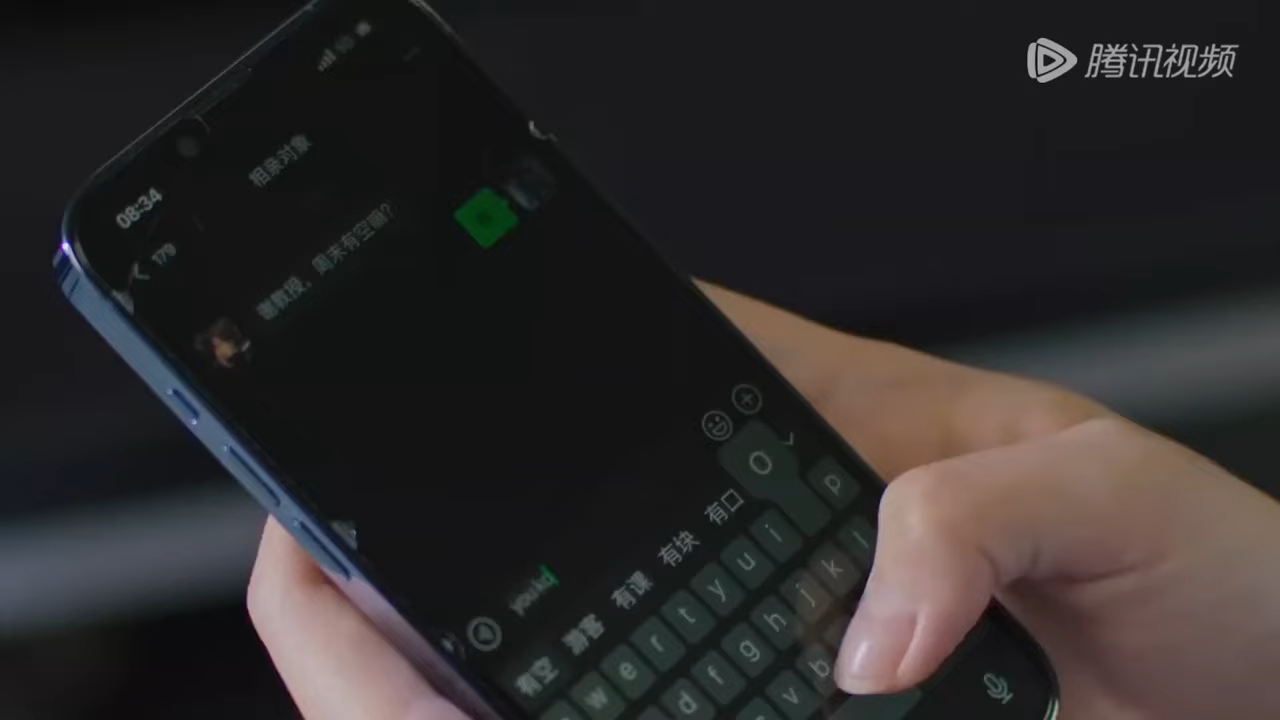 腾讯视频
08:34
179
相亲对象
谢教授，周末有空嘛？
有空 游客 有课 有块 有口
w e r t y u i o p
d f g h j k l
v b